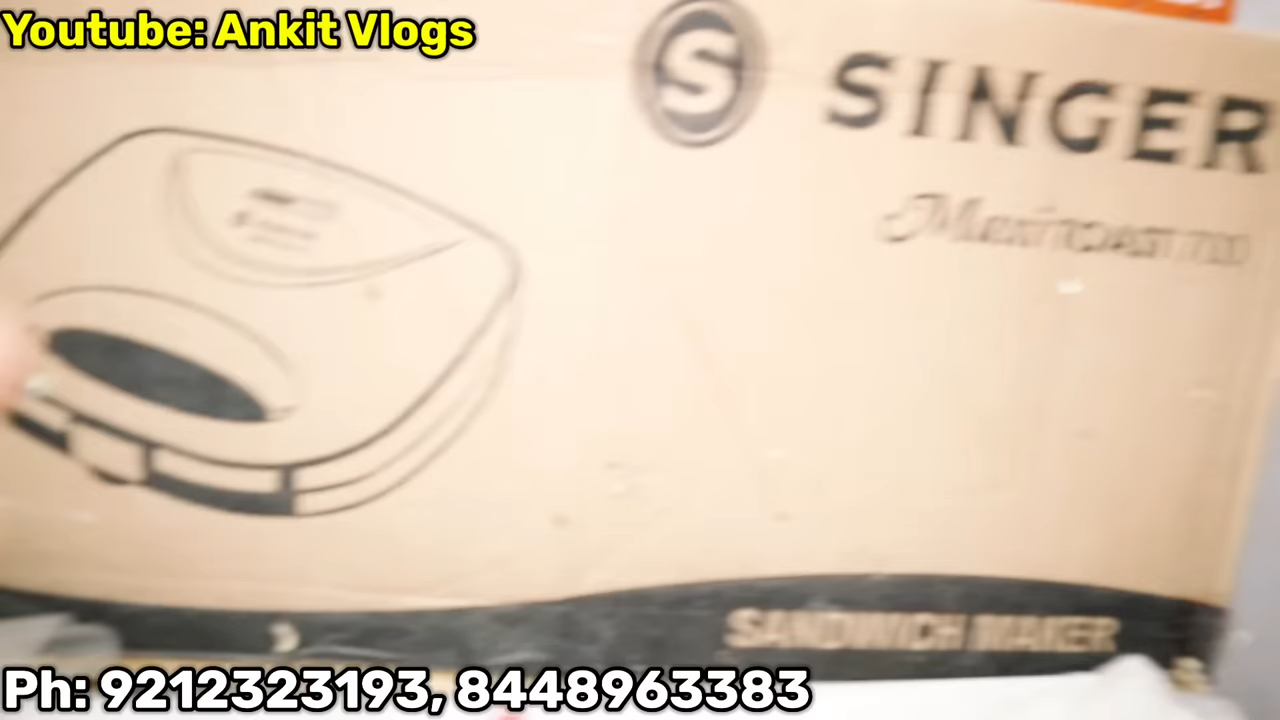 Youtube: Ankit Vlogs
S SINGER
SANDWICH MAKER
Ph: 9212323193, 8448963383